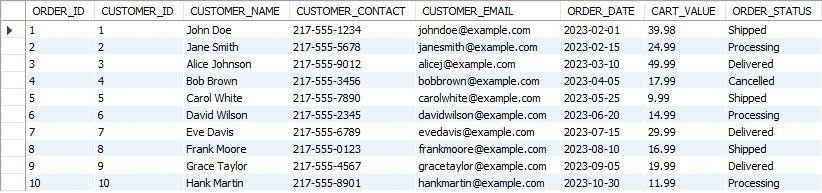 ORDER_ID CUSTOMER_ID CUSTOMER_NAME CUSTOMER_CONTACT CUSTOMER_EMAIL ORDER_DATE CART_VALUE ORDER_STATUS
1 1 John Doe 217-555-1234 johndoe@example.com 2023-02-01 39.98 Shipped
2 2 Jane Smith 217-555-5678 janesmith@example.com 2023-02-15 24.99 Processing
3 3 Alice Johnson 217-555-9012 alicej@example.com 2023-03-10 49.99 Delivered
4 4 Bob Brown 217-555-3456 bobbrown@example.com 2023-04-05 17.99 Cancelled
5 5 Carol White 217-555-7890 carolwhite@example.com 2023-05-25 9.99 Shipped
6 6 David Wilson 217-555-2345 davidwilson@example.com 2023-06-20 14.99 Processing
7 7 Eve Davis 217-555-6789 evedavis@example.com 2023-07-15 29.99 Delivered
8 8 Frank Moore 217-555-0123 frankmoore@example.com 2023-08-10 16.99 Shipped
9 9 Grace Taylor 217-555-4567 gracetaylor@example.com 2023-09-05 19.99 Delivered
10 10 Hank Martin 217-555-8901 hankmartin@example.com 2023-10-30 11.99 Processing